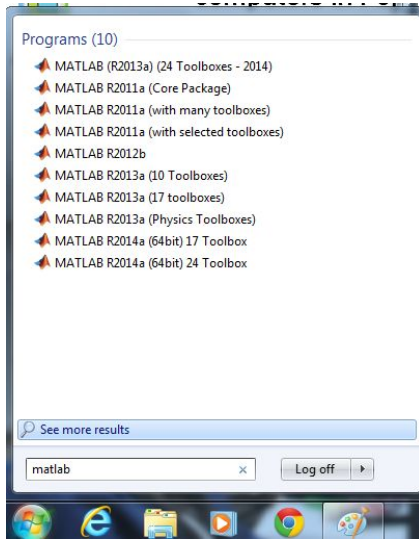 Programs (10)
MATLAB (R2013a) (24 Toolboxes - 2014)
MATLAB R2011a (Core Package)
MATLAB R2011a (with many toolboxes)
MATLAB R2011a (with selected toolboxes)
MATLAB R2012b
MATLAB R2013a (10 Toolboxes)
MATLAB R2013a (17 toolboxes)
MATLAB R2013a (Physics Toolboxes)
MATLAB R2014a (64bit) 17 Toolbox
MATLAB R2014a (64bit) 24 Toolbox
See more results
matlab
Log off